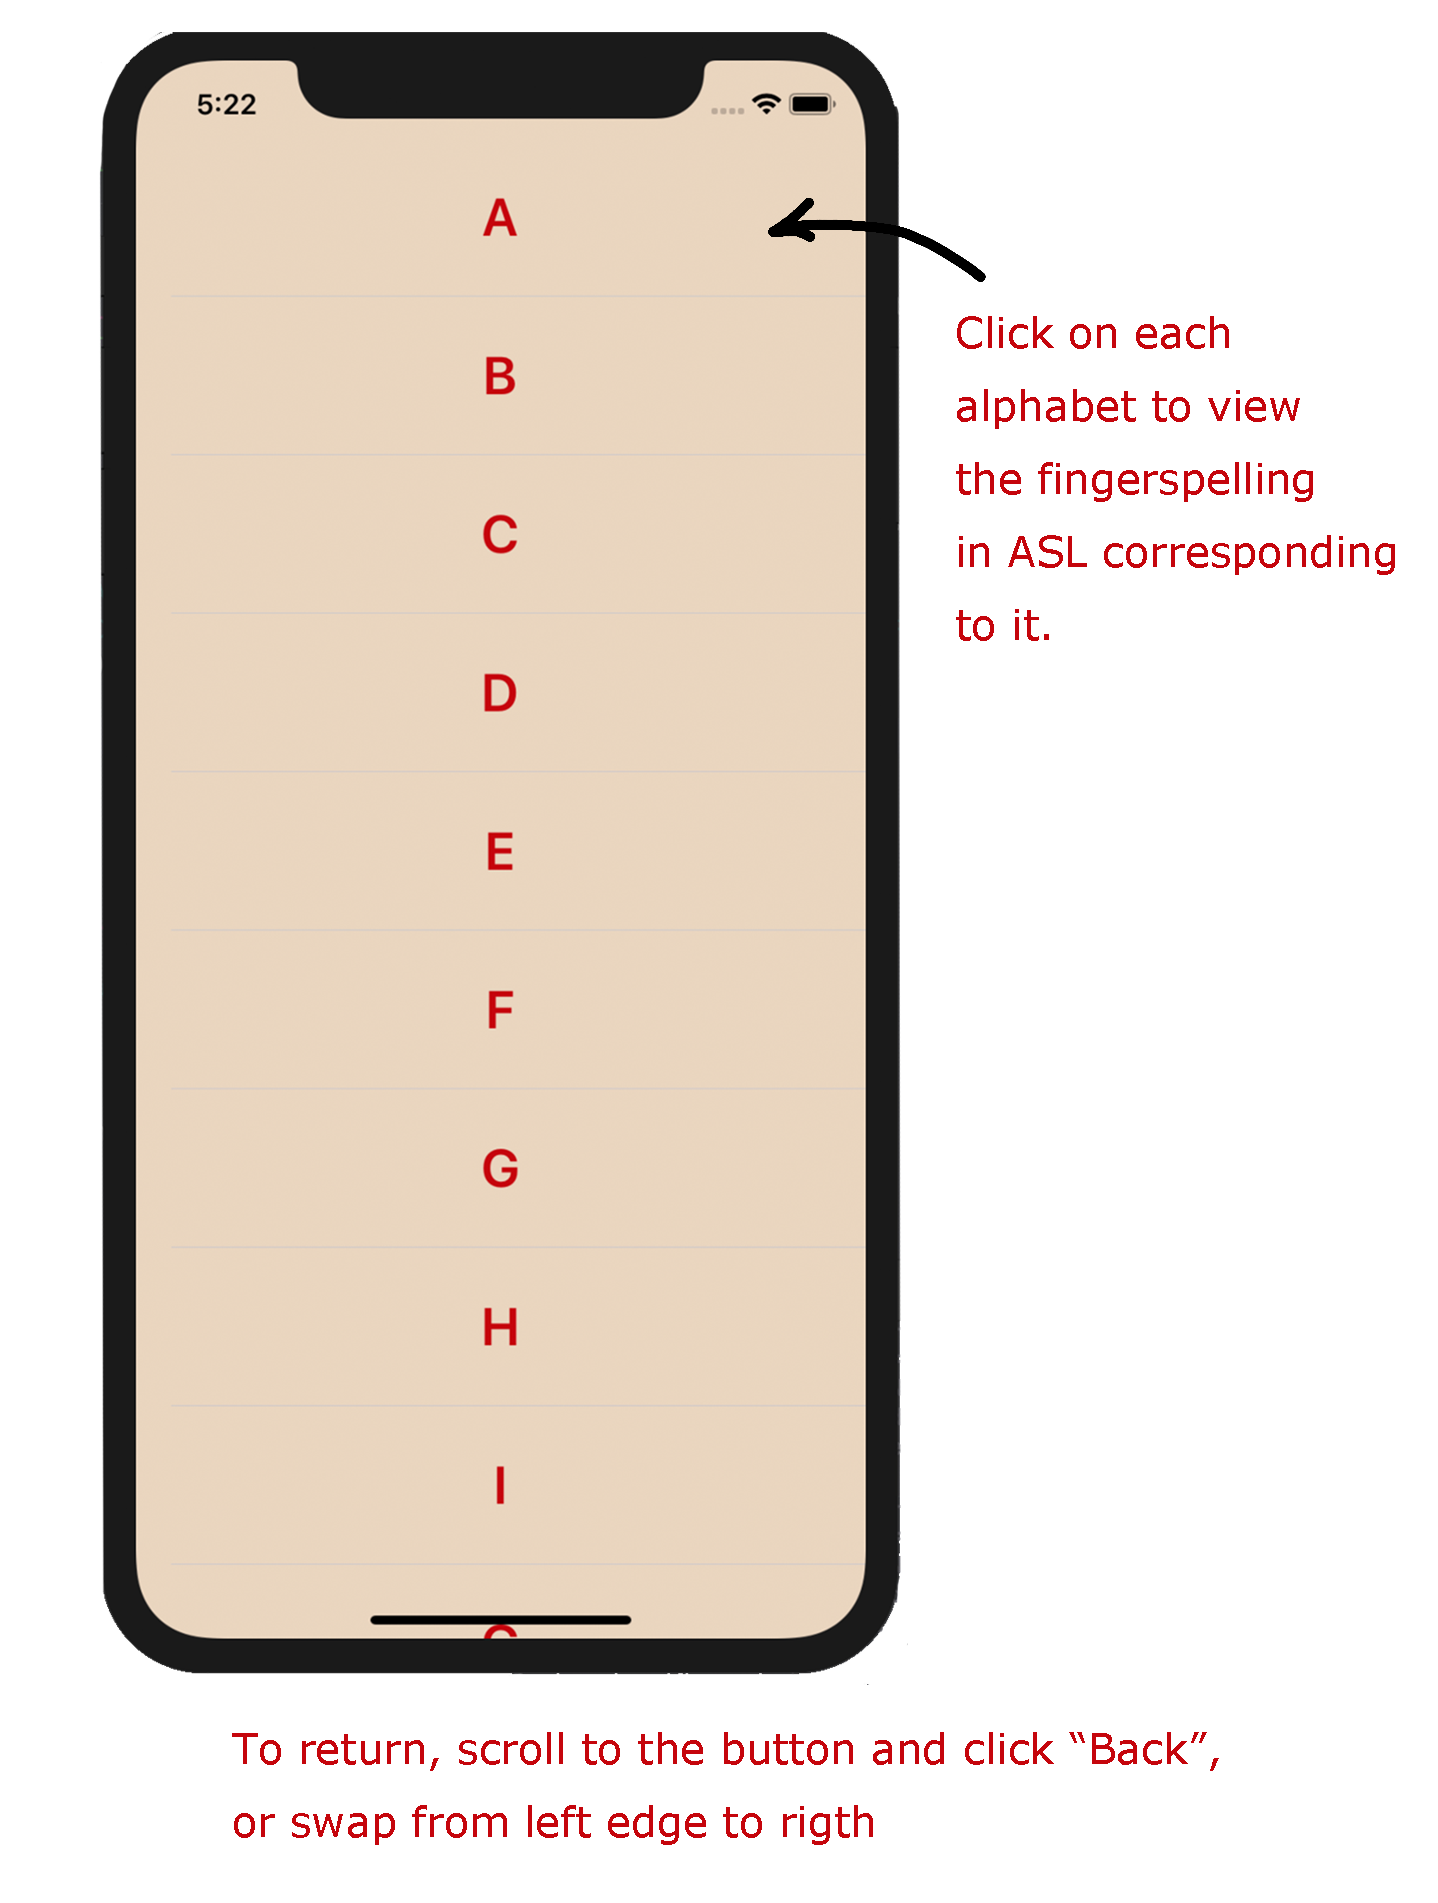 5:22
A
B
C
D
E
F
G
H
I
Click on each
alphabet to view
the fingerspelling
in ASL corresponding
to it.
To return, scroll to the button and click “Back”,
or swap from left edge to rigth